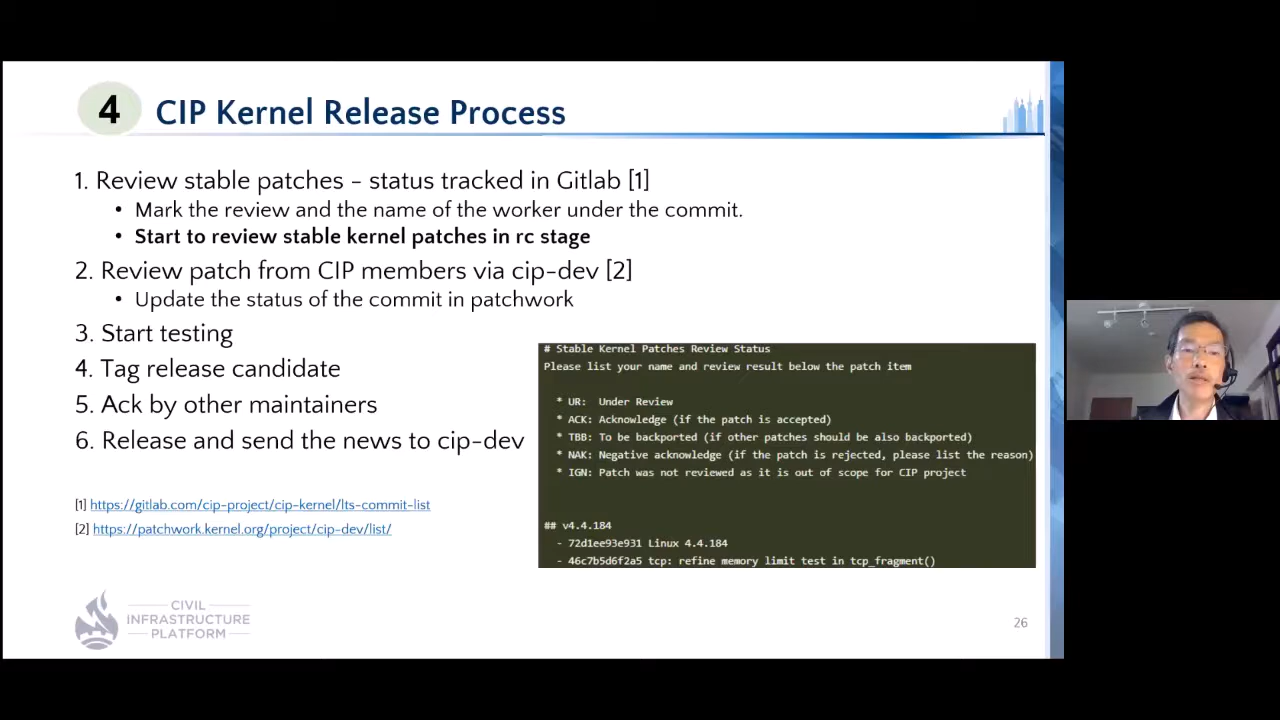 4 CIP Kernel Release Process
1. Review stable patches – status tracked in Gitlab [1]
• Mark the review and the name of the worker under the commit.
• Start to review stable kernel patches in rc stage
2. Review patch from CIP members via cip-dev [2]
• Update the status of the commit in patchwork
3. Start testing
4. Tag release candidate
5. Ack by other maintainers
6. Release and send the news to cip-dev
# Stable Kernel Patches Review Status
Please list your name and review result below the patch item
* UR: Under Review
* ACK: Acknowledge (if the patch is accepted)
* TBB: To be backported (if other patches should be also backported)
* NAK: Negative acknowledge (if the patch is rejected, please list the reason)
* IGN: Patch was not reviewed as it is out of scope for CIP project
## v4.4.184
- 72d1ee93e931 Linux 4.4.184
- 46c7b5d6f2a5 tcp: refine memory limit test in tcp_fragment()
[1] https://gitlab.com/cip-project/cip-kernel/lts-commit-list
[2] https://patchwork.kernel.org/project/cip-dev/list/
CIVIL
INFRASTRUCTURE
PLATFORM
26